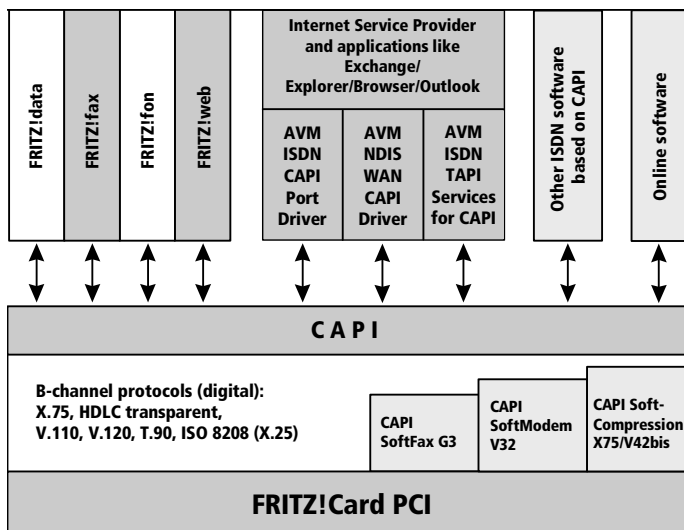 FRITZ!data
FRITZ!fax
FRITZ!fon
FRITZ!web
Internet Service Provider
and applications like
Exchange/
Explorer/Browser/Outlook
AVM
ISDN
CAPI
Port
Driver
AVM
NDIS
WAN
CAPI
Driver
AVM
ISDN
TAPI
Services
for CAPI
Other ISDN software
based on CAPI
Online software
CAPI
B-channel protocols (digital):
X.75, HDLC transparent,
V.110, V.120, T.90, ISO 8208 (X.25)
CAPI
SoftFax G3
CAPI
SoftModem
V32
CAPI Soft-
Compression
X75/V42bis
FRITZ!Card PCI